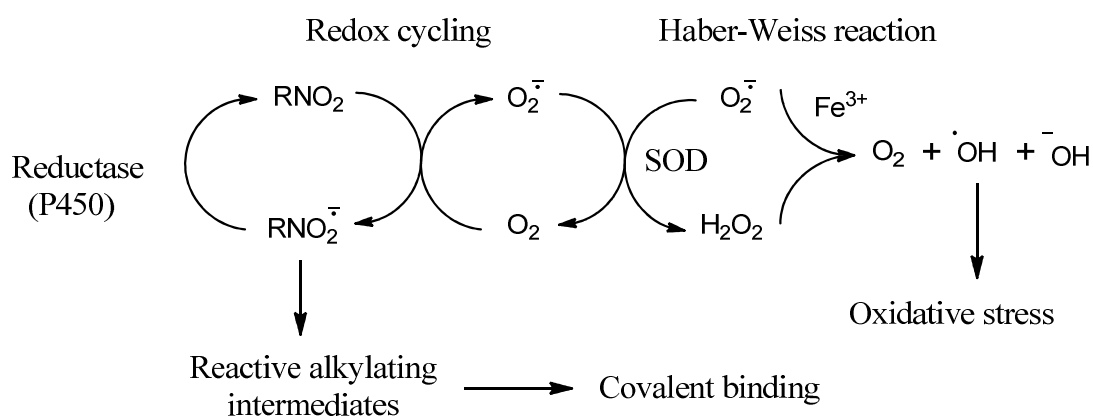 Redox cycling
Haber-Weiss reaction
RNO₂
O₂•̄
O₂•̄
Fe³⁺
Reductase
(P450)
SOD
O₂ + •OH + ⁻OH
RNO₂•̄
O₂
H₂O₂
Oxidative stress
Reactive alkylating
intermediates
Covalent binding